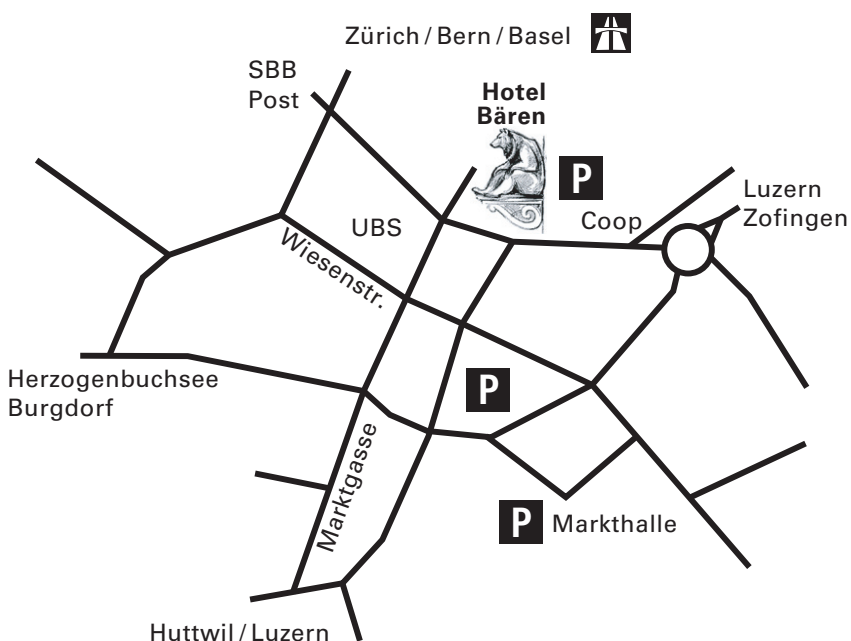 Zürich / Bern / Basel
SBB
Post
Hotel
Bären
P
Luzern
Zofingen
Coop
UBS
Wiesenstr.
Herzogenbuchsee
Burgdorf
P
Marktgasse
P Markthalle
Huttwil / Luzern